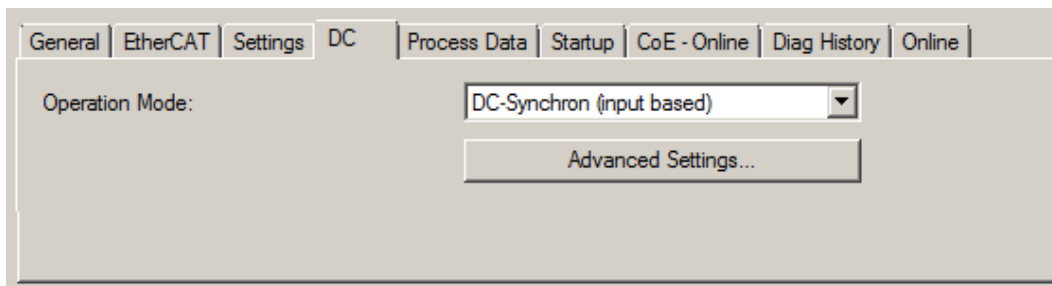 General EtherCAT Settings DC Process Data Startup CoE - Online Diag History Online
Operation Mode: DC-Synchron (input based)
Advanced Settings...